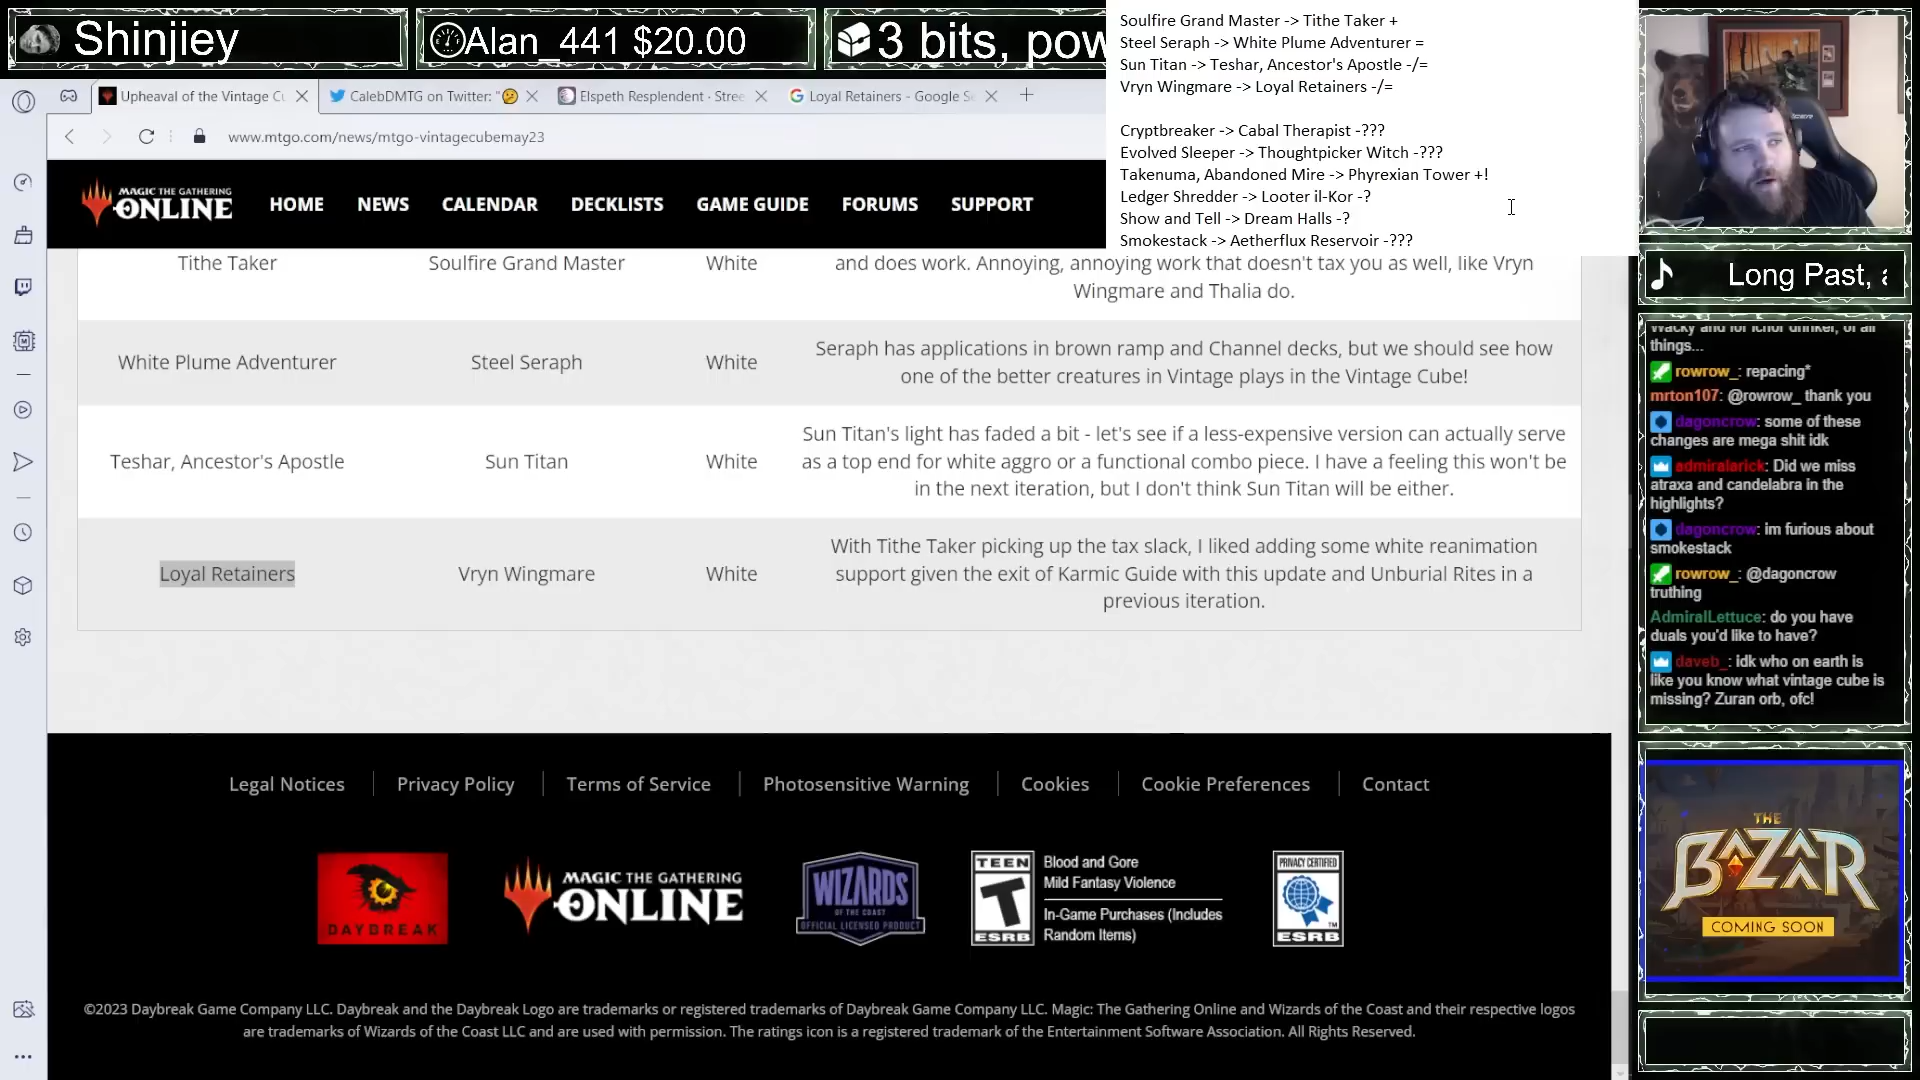 Shinjiey
Alan_441 $20.00
3 bits, pow
Soulfire Grand Master -> Tithe Taker +
Steel Seraph -> White Plume Adventurer =
Sun Titan -> Teshar, Ancestor's Apostle -/=
Vryn Wingmare -> Loyal Retainers -/=
Cryptbreaker -> Cabal Therapist -???
Evolved Sleeper -> Thoughtpicker Witch -???
Takenuma, Abandoned Mire -> Phyrexian Tower +!
Ledger Shredder -> Looter il-Kor -?
Show and Tell -> Dream Halls -?
Smokestack -> Aetherflux Reservoir -???
Upheaval of the Vintage Cu
CalebDMTG on Twitter: "🤔
Elspeth Resplendent · Stree
Loyal Retainers - Google Se
www.mtgo.com/news/mtgo-vintagecubemay23
MAGIC THE GATHERING
ONLINE
HOME
NEWS
CALENDAR
DECKLISTS
GAME GUIDE
FORUMS
SUPPORT
Tithe Taker
Soulfire Grand Master
White
and does work. Annoying, annoying work that doesn't tax you as well, like Vryn
Wingmare and Thalia do.
White Plume Adventurer
Steel Seraph
White
Seraph has applications in brown ramp and Channel decks, but we should see how
one of the better creatures in Vintage plays in the Vintage Cube!
Teshar, Ancestor's Apostle
Sun Titan
White
Sun Titan's light has faded a bit - let's see if a less-expensive version can actually serve
as a top end for white aggro or a functional combo piece. I have a feeling this won't be
in the next iteration, but I don't think Sun Titan will be either.
Loyal Retainers
Vryn Wingmare
White
With Tithe Taker picking up the tax slack, I liked adding some white reanimation
support given the exit of Karmic Guide with this update and Unburial Rites in a
previous iteration.
Legal Notices
Privacy Policy
Terms of Service
Photosensitive Warning
Cookies
Cookie Preferences
Contact
DAYBREAK
MAGIC THE GATHERING
ONLINE
WIZARDS
OF THE COAST
OFFICIAL LICENSED PRODUCT
TEEN
T
ESRB
Blood and Gore
Mild Fantasy Violence
In-Game Purchases (Includes
Random Items)
PRIVACY CERTIFIED
ESRB
©2023 Daybreak Game Company LLC. Daybreak and the Daybreak Logo are trademarks or registered trademarks of Daybreak Game Company LLC. Magic: The Gathering Online and Wizards of the Coast and their respective logos
are trademarks of Wizards of the Coast LLC and are used with permission. The ratings icon is a registered trademark of the Entertainment Software Association. All Rights Reserved.
Long Past, a
wacky and for ichor drinker, of all
things...
rowrow_: repacing*
mrton107: @rowrow_ thank you
dagoncrow: some of these
changes are mega shit idk
admiralarick: Did we miss
atraxa and candelabra in the
highlights?
dagoncrow: im furious about
smokestack
rowrow_: @dagoncrow
truthing
AdmiralLettuce: do you have
duals you'd like to have?
daveb_: idk who on earth is
like you know what vintage cube is
missing? Zuran orb, ofc!
THE
BAZAAR
COMING SOON